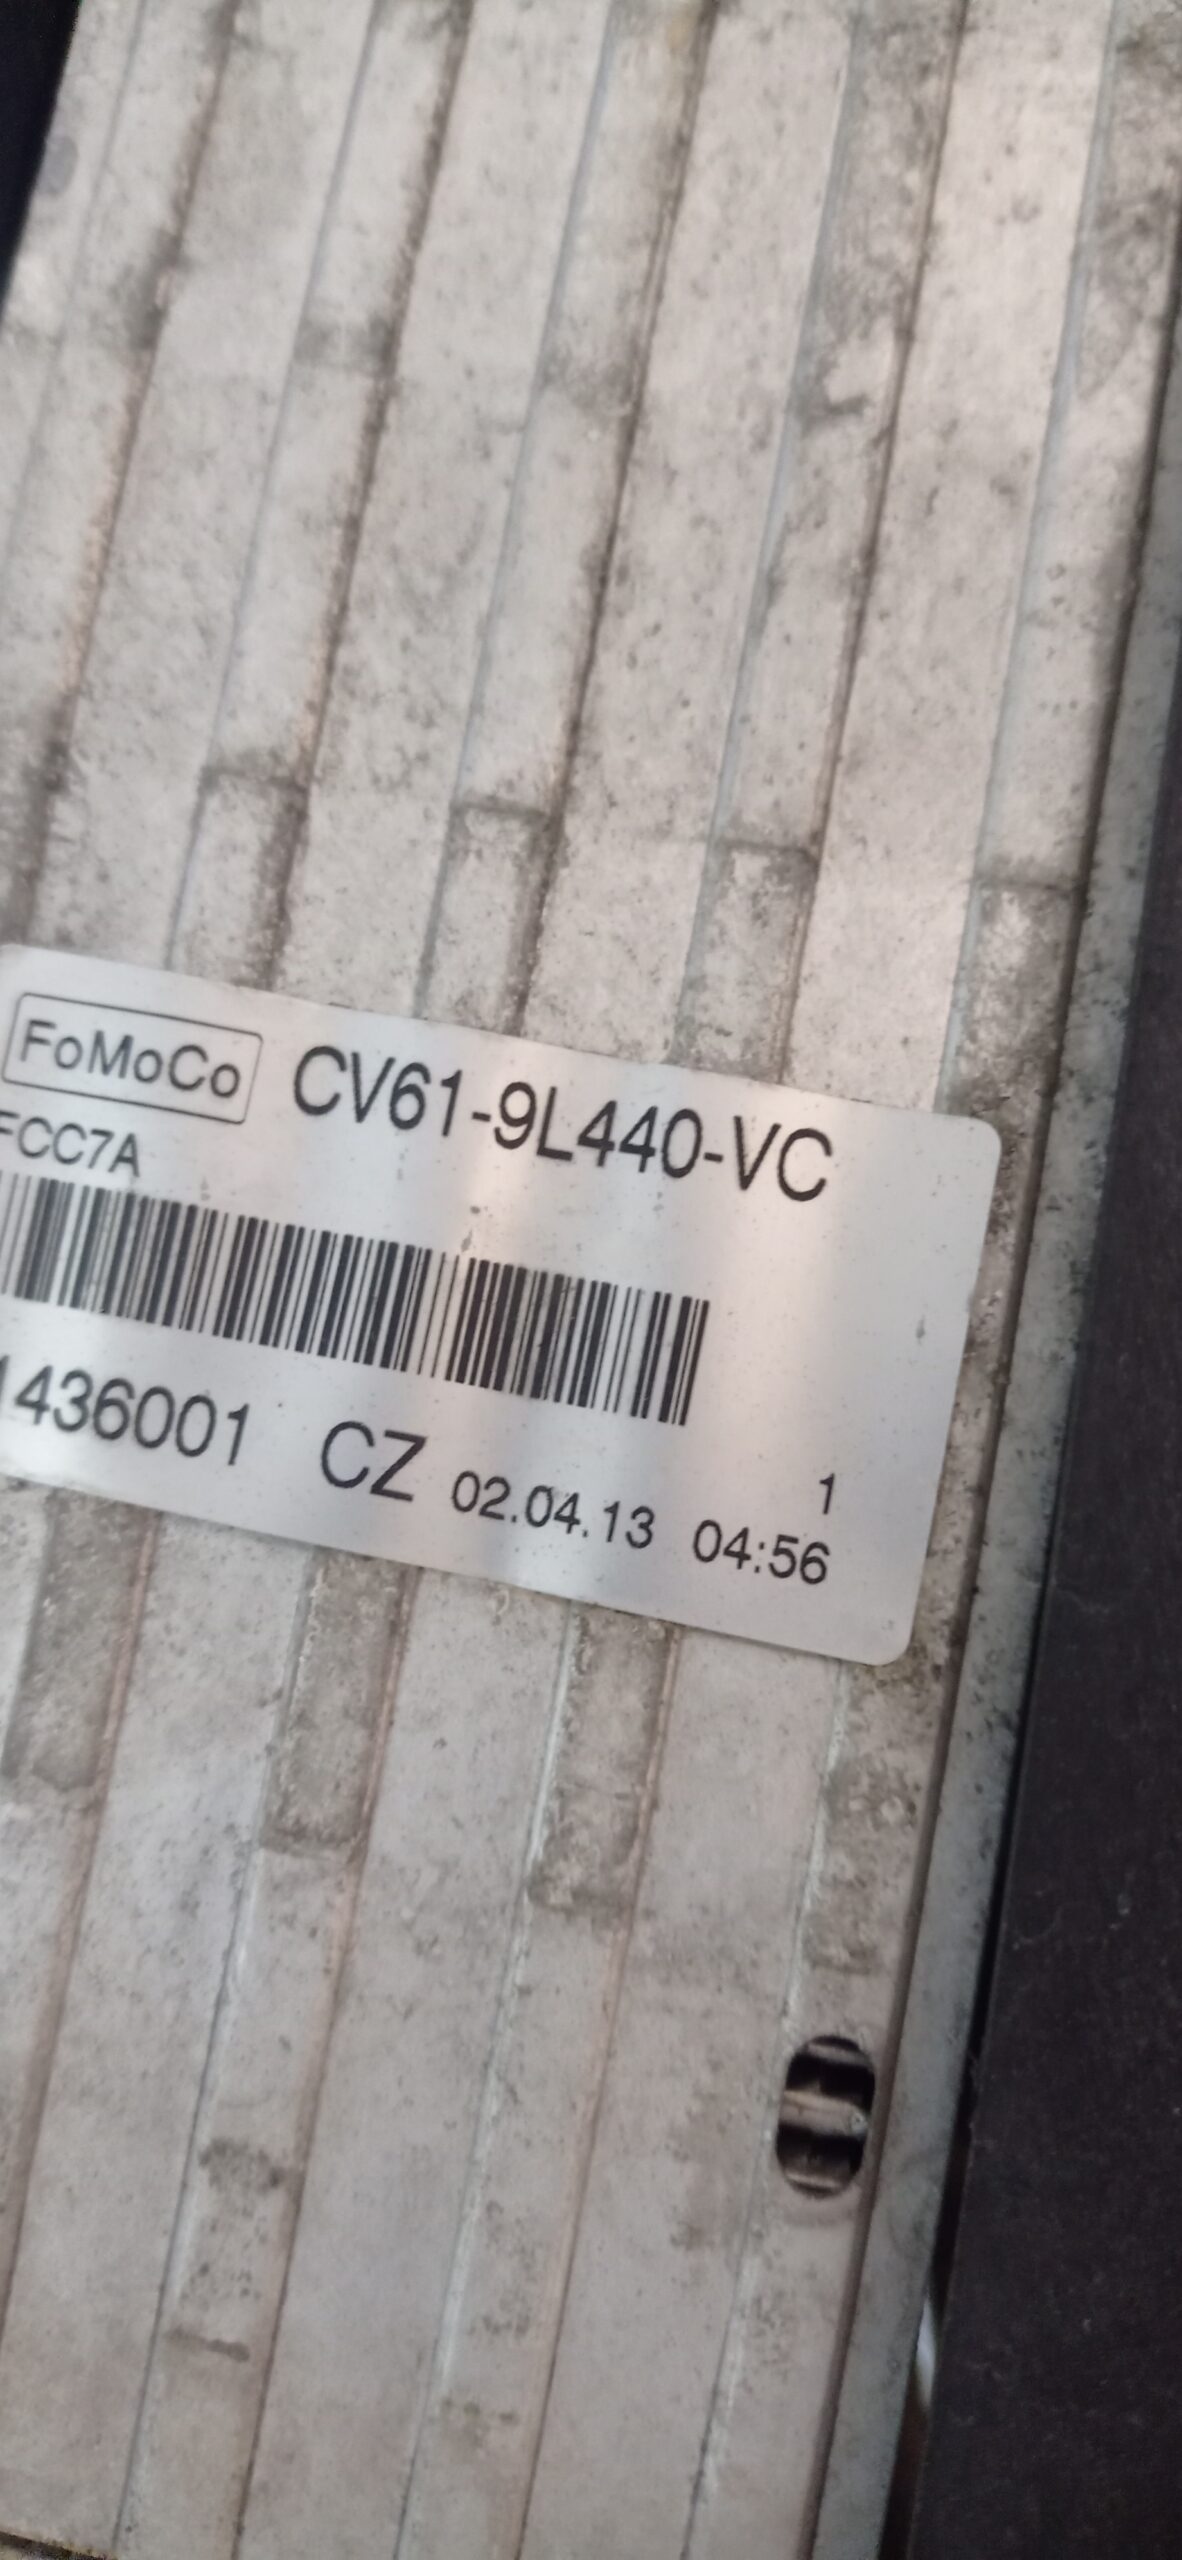 FoMoCo CV61-9L440-VC
FCC7A
1436001 CZ 02.04.13 04:56
1